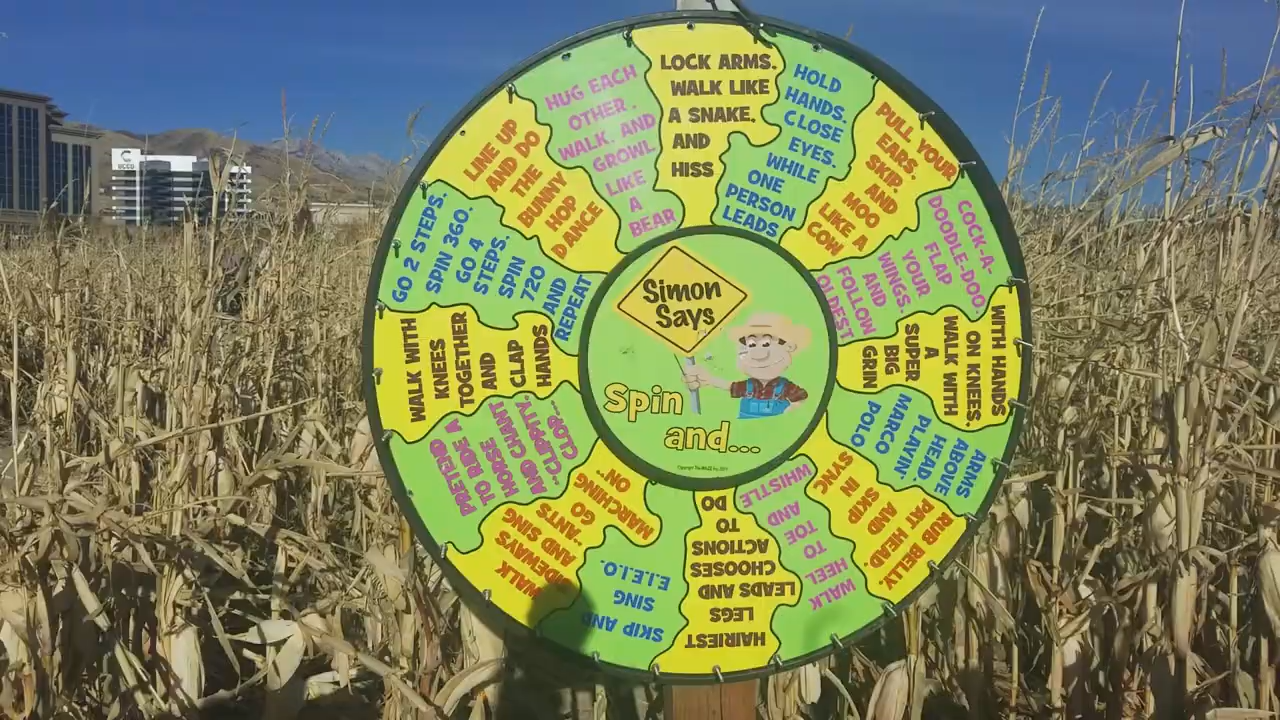 LOCK ARMS.
WALK LIKE
A SNAKE,
AND
HISS
HOLD
HANDS.
CLOSE
EYES.
WHILE
ONE
PERSON
LEADS
PULL YOUR
EARS.
SKIP, AND
MOO
LIKE A
COW
COCK-A-
DOODLE-DOO
FLAP
YOUR
WINGS.
AND
FOLLOW
OLDEST
WITH HANDS
ON KNEES.
WALK WITH
A
SUPER
BIG
GRIN
ARMS
ABOVE
HEAD.
PLAYIN'
MARCO
POLO
RUB BELLY.
PAT HEAD.
AND
SKIP
IN
SYNC
WALK
HEEL
TO
TOE AND
WHISTLE
HAIRIEST
LEGS
LEADS AND
CHOOSES
ACTIONS
TO
DO
SKIP AND
SING
E.I.E.I.O.
WALK
SIDEWAYS
AND SING
"ANTS
GO
MARCHING
ON"
PRETEND
TO RIDE A
HORSE
AND CHANT
"CLIPITY
CLOP..."
WALK WITH
KNEES
TOGETHER
AND
CLAP
HANDS
GO 2 STEPS.
SPIN 360.
GO 4
STEPS.
SPIN
720
AND
REPEAT
LINE UP
AND DO
THE
BUNNY
HOP
DANCE
HUG EACH
OTHER.
WALK. AND
GROWL
LIKE
A
BEAR
Simon
Says
Spin
and...